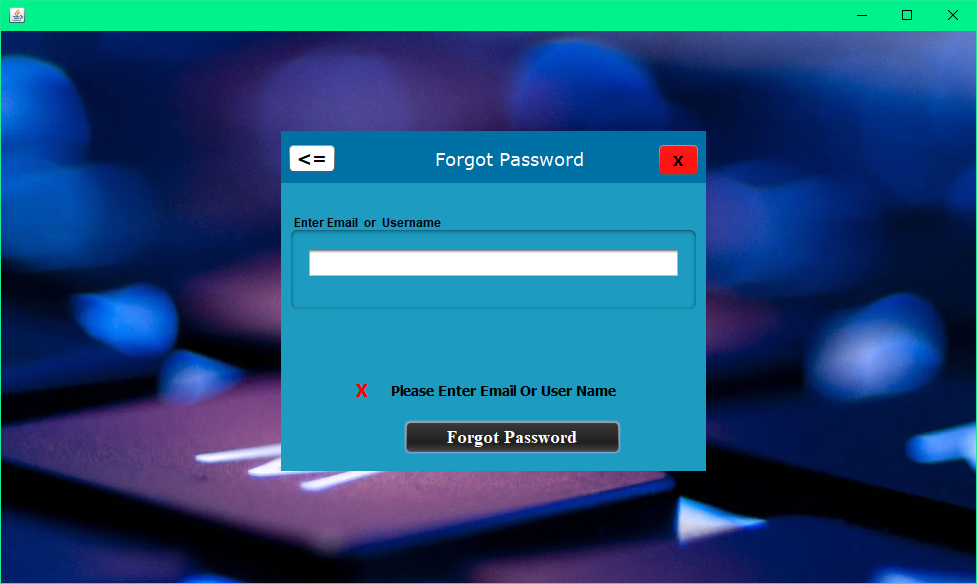 <=
Forgot Password
x
Enter Email or Username
X
Please Enter Email Or User Name
Forgot Password